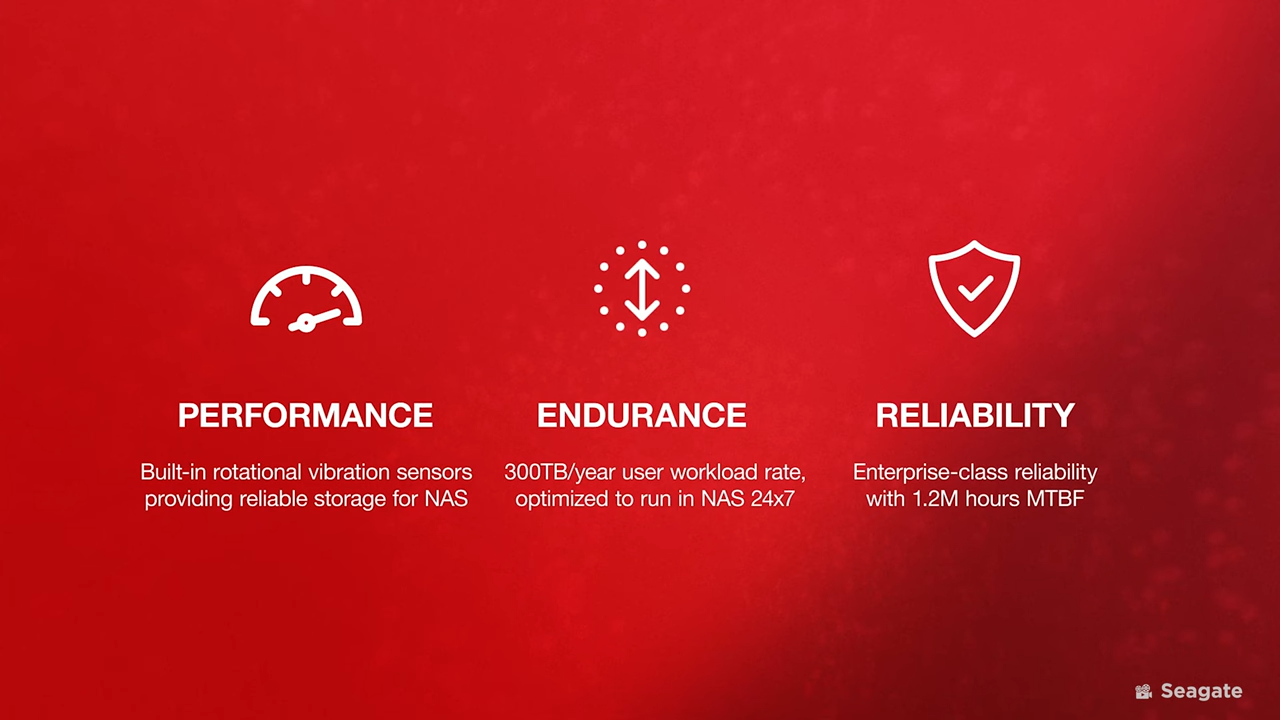 PERFORMANCE
Built-in rotational vibration sensors
providing reliable storage for NAS
ENDURANCE
300TB/year user workload rate,
optimized to run in NAS 24x7
RELIABILITY
Enterprise-class reliability
with 1.2M hours MTBF
Seagate